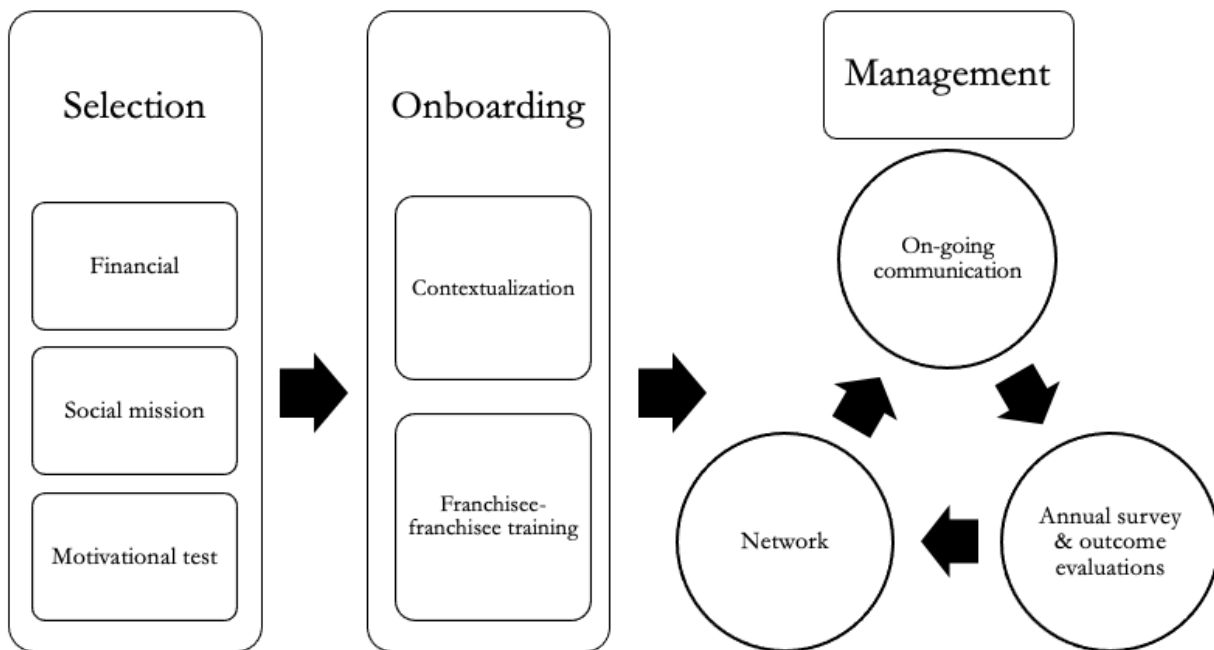 Selection
Financial
Social mission
Motivational test
Onboarding
Contextualization
Franchisee-
franchisee training
Management
On-going
communication
Annual survey
& outcome
evaluations
Network